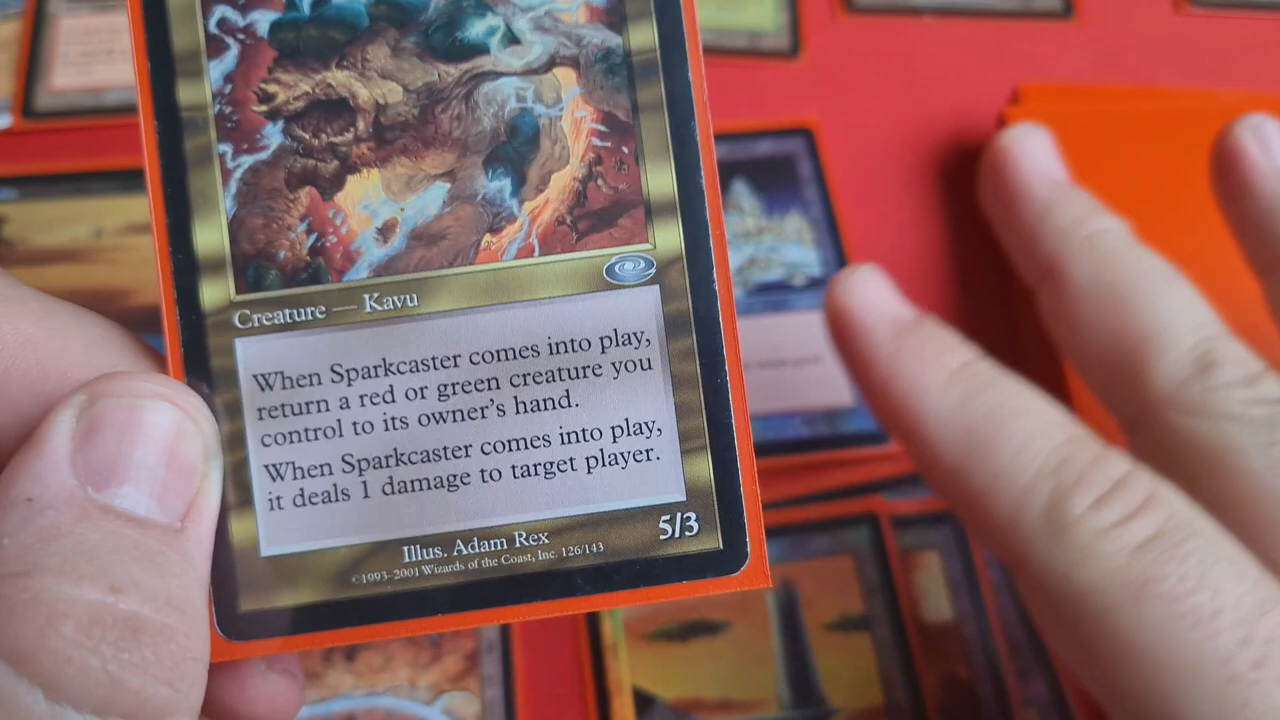 Creature — Kavu
When Sparkcaster comes into play,
return a red or green creature you
control to its owner's hand.
When Sparkcaster comes into play,
it deals 1 damage to target player.
5/3
Illus. Adam Rex
©1993–2001 Wizards of the Coast, Inc. 126/143